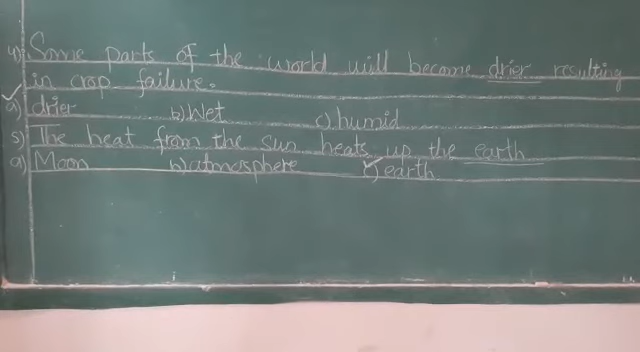 4) Some parts of the world will become drier resulting
in crop failure.
a) drier b) Wet c) humid
5) The heat from the sun heats up the earth
a) Moon b) atmosphere c) earth